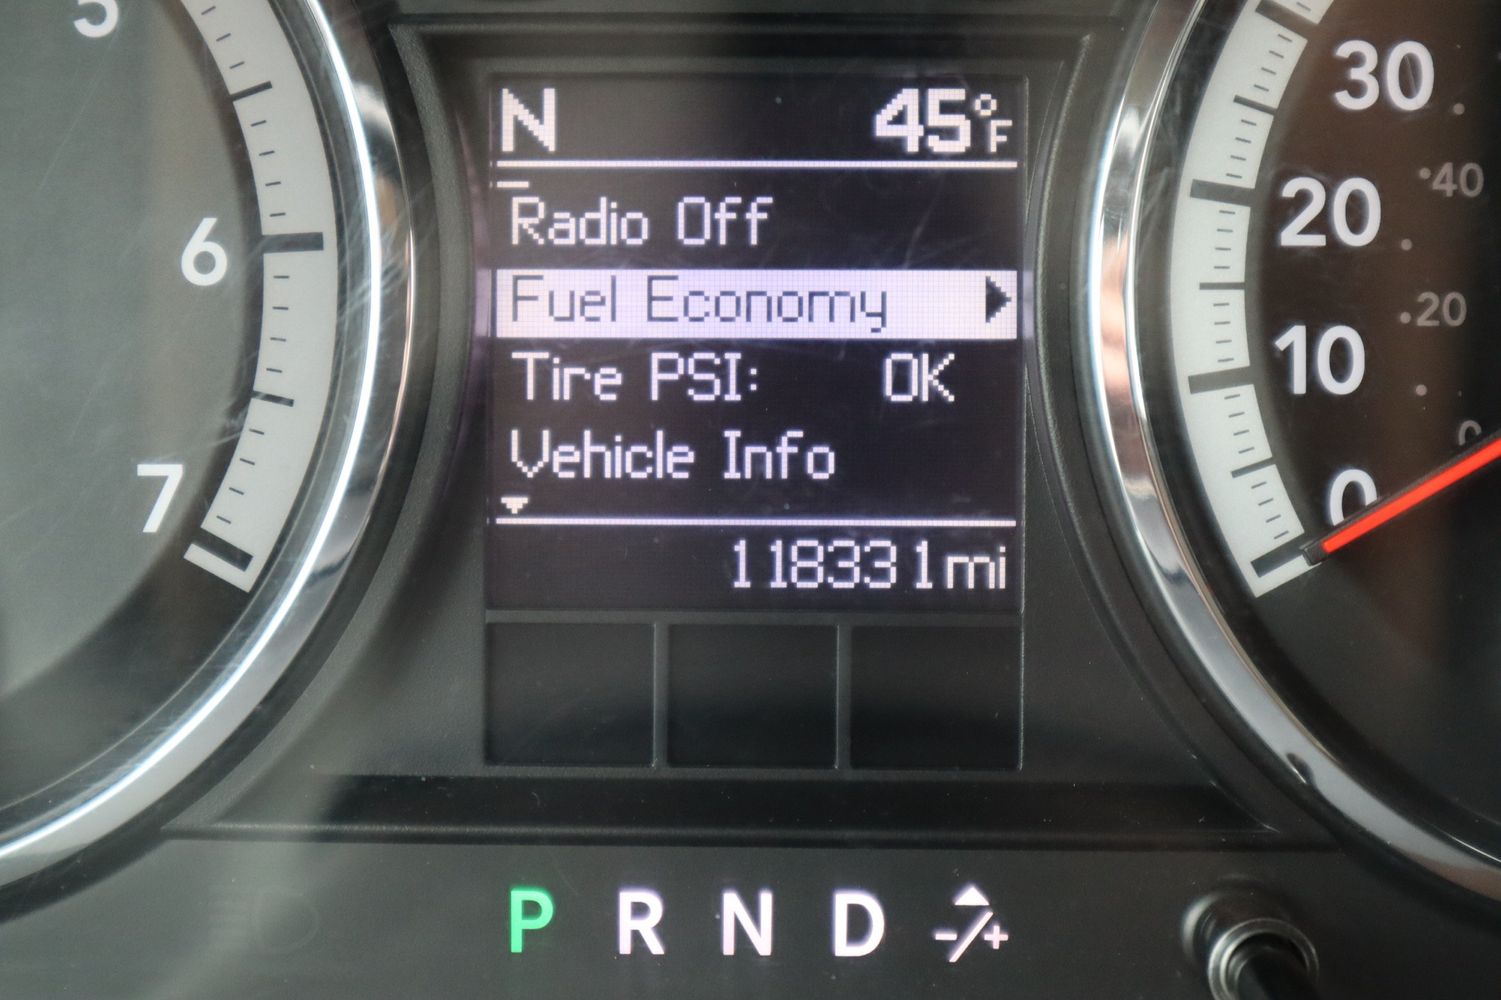 N 45°F
Radio Off
Fuel Economy
Tire PSI: OK
Vehicle Info
118331mi
P R N D -/+
5
6
7
30
20
10
0
40
20
0